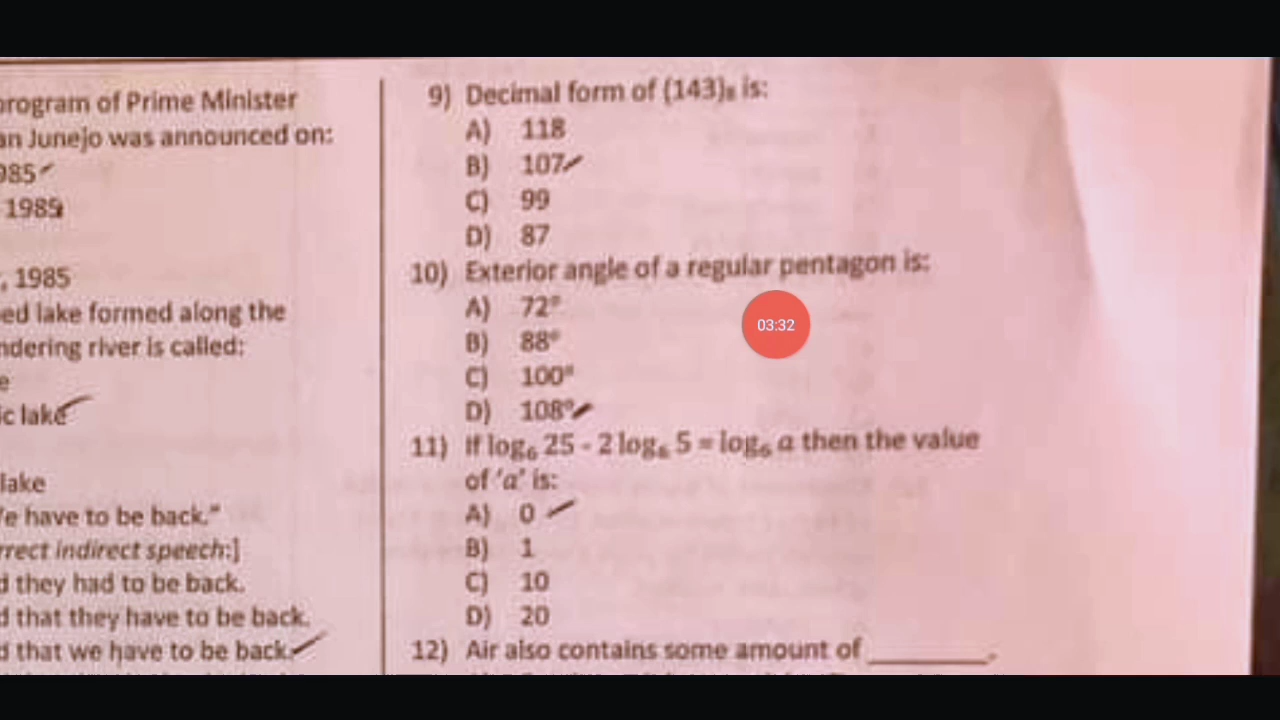 program of Prime Minister
an Junejo was announced on:
985
1985
, 1985
ed lake formed along the
ndering river is called:
e
ic lake
lake
e have to be back."
rrect indirect speech:]
d they had to be back.
d that they have to be back.
d that we have to be back.
9) Decimal form of (143)₈ is:
A) 118
B) 107
C) 99
D) 87
10) Exterior angle of a regular pentagon is:
A) 72°
B) 88°
C) 100°
D) 108°
03:32
11) If log₆ 25 - 2 log₆ 5 = log₆ a then the value
of 'a' is:
A) 0
B) 1
C) 10
D) 20
12) Air also contains some amount of ________.